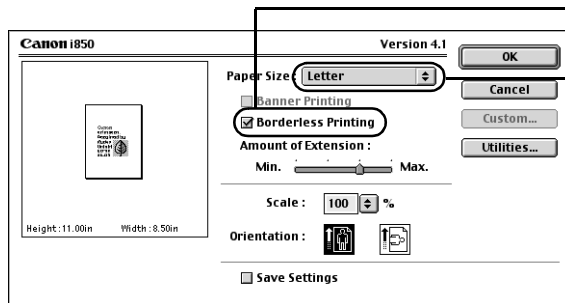 Canon i850
Version 4.1
Paper Size : Letter
Banner Printing
Borderless Printing
Amount of Extension :
Min. Max.
Scale : 100 %
Orientation :
Save Settings
OK
Cancel
Custom...
Utilities...
Height:11.00in Width:8.50in